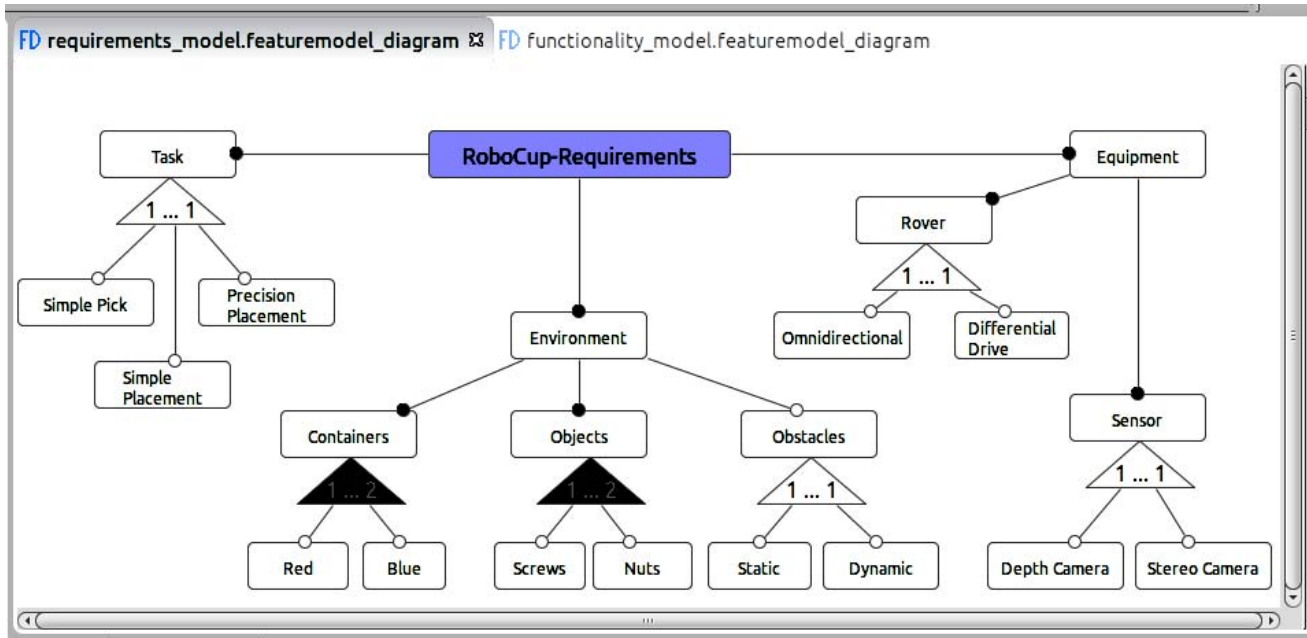 FD requirements_model.featuremodel_diagram
FD functionality_model.featuremodel_diagram
Task
RoboCup-Requirements
Equipment
1 ... 1
Rover
1 ... 1
Simple Pick
Precision
Placement
Omnidirectional
Differential
Drive
Environment
Simple
Placement
Containers
Objects
Obstacles
Sensor
1 ... 2
1 ... 2
1 ... 1
1 ... 1
Red
Blue
Screws
Nuts
Static
Dynamic
Depth Camera
Stereo Camera